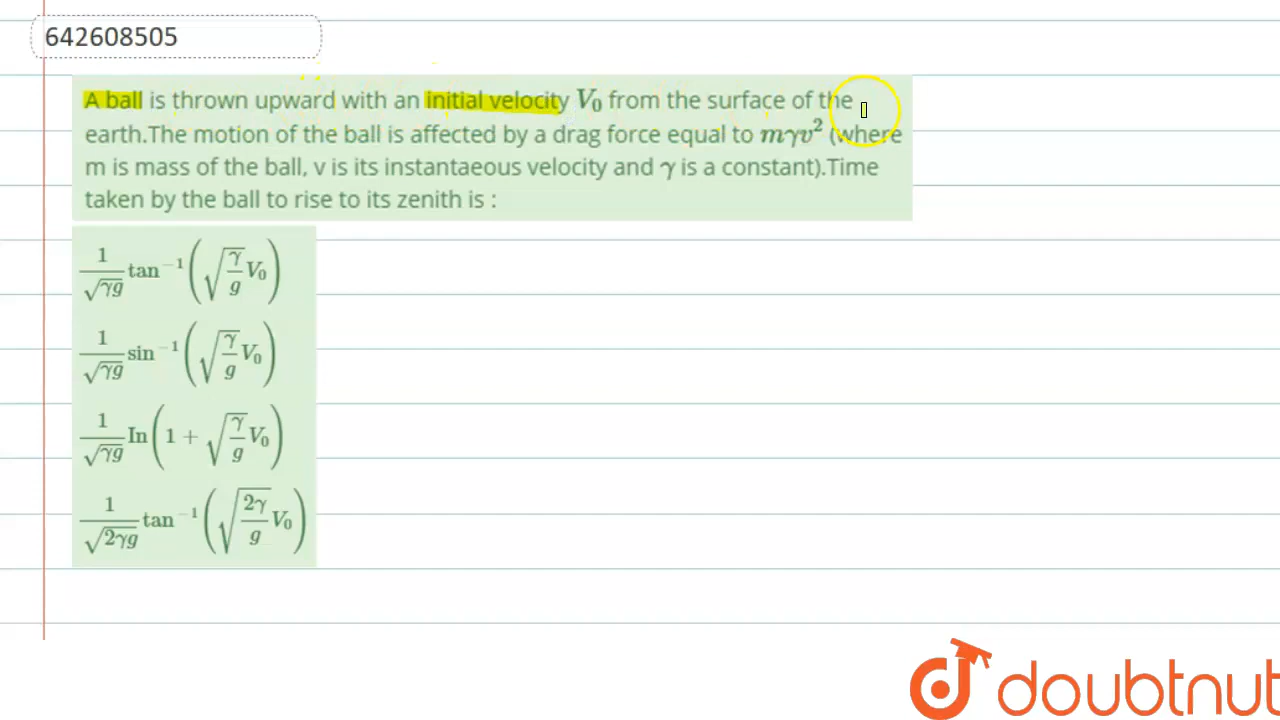 642608505
A ball is thrown upward with an initial velocity V₀ from the surface of the
earth.The motion of the ball is affected by a drag force equal to mγv² (where
m is mass of the ball, v is its instantaeous velocity and γ is a constant).Time
taken by the ball to rise to its zenith is :
1/√(γg) tan⁻¹(√(γ/g) V₀)
1/√(γg) sin⁻¹(√(γ/g) V₀)
1/√(γg) In(1 + √(γ/g) V₀)
1/√(2γg) tan⁻¹(√(2γ/g) V₀)
doubtnut